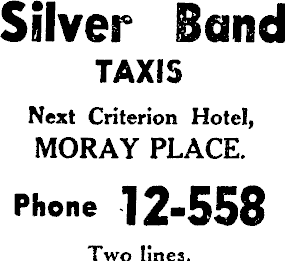 Silver Band
TAXIS
Next Criterion Hotel,
MORAY PLACE.
Phone 12-558
Two lines.